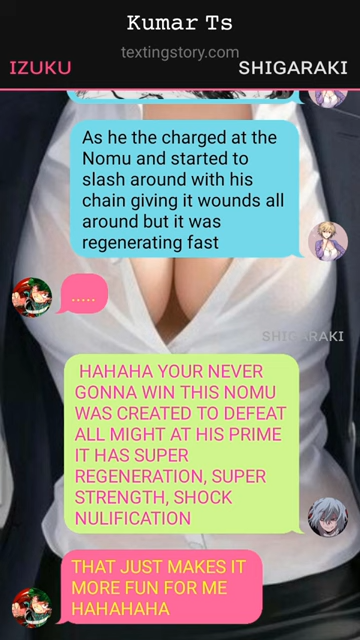 Kumar Ts
textingstory.com
IZUKU
SHIGARAKI
As he the charged at the
Nomu and started to
slash around with his
chain giving it wounds all
around but it was
regenerating fast
.....
SHIGARAKI
HAHAHA YOUR NEVER
GONNA WIN THIS NOMU
WAS CREATED TO DEFEAT
ALL MIGHT AT HIS PRIME
IT HAS SUPER
REGENERATION, SUPER
STRENGTH, SHOCK
NULIFICATION
THAT JUST MAKES IT
MORE FUN FOR ME
HAHAHAHA